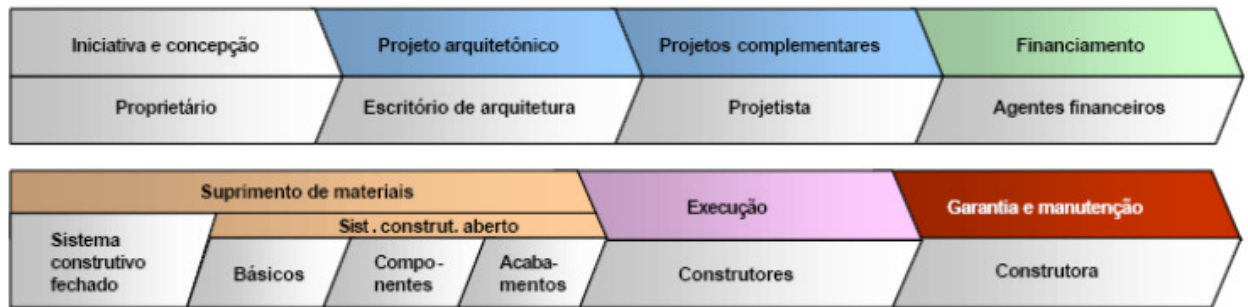 Iniciativa e concepção
Projeto arquitetônico
Projetos complementares
Financiamento
Proprietário
Escritório de arquitetura
Projetista
Agentes financeiros
Suprimento de materiais
Execução
Garantia e manutenção
Sist. construt. aberto
Sistema
construtivo
fechado
Básicos
Compo-
nentes
Acaba-
mentos
Construtores
Construtora